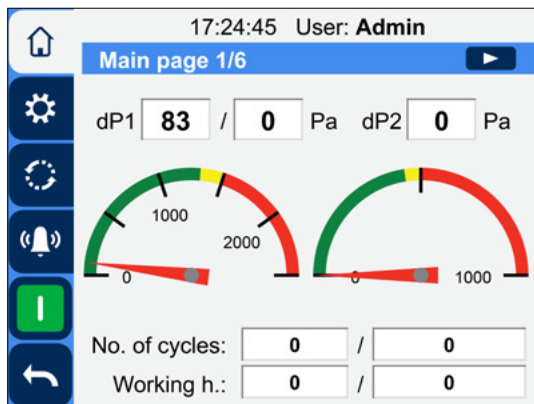 17:24:45 User: Admin
Main page 1/6
dP1 83 / 0 Pa dP2 0 Pa
1000
2000
0
0 1000
No. of cycles: 0 / 0
Working h.: 0 / 0